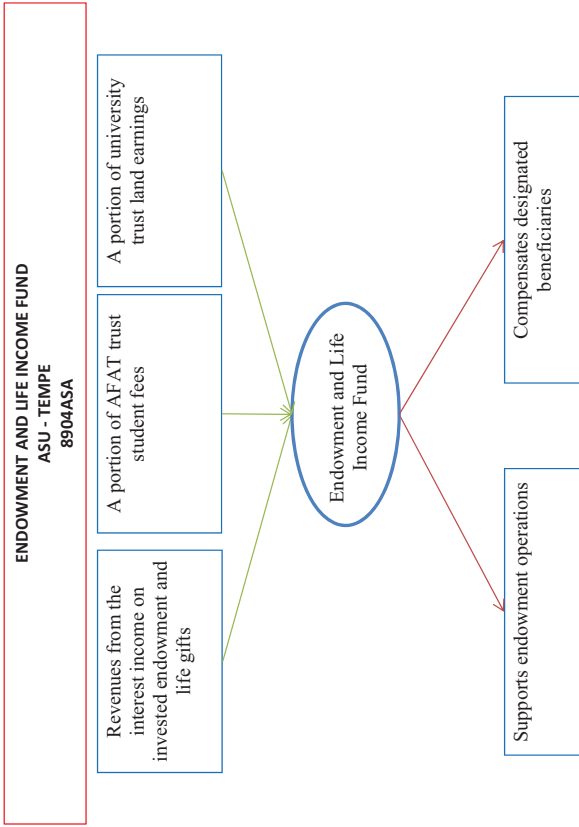 ENDOWMENT AND LIFE INCOME FUND
ASU - TEMPE
8904ASA
Revenues from the
interest income on
invested endowment and
life gifts
A portion of AFAT trust
student fees
A portion of university
trust land earnings
Endowment and Life
Income Fund
Supports endowment operations
Compensates designated
beneficiaries